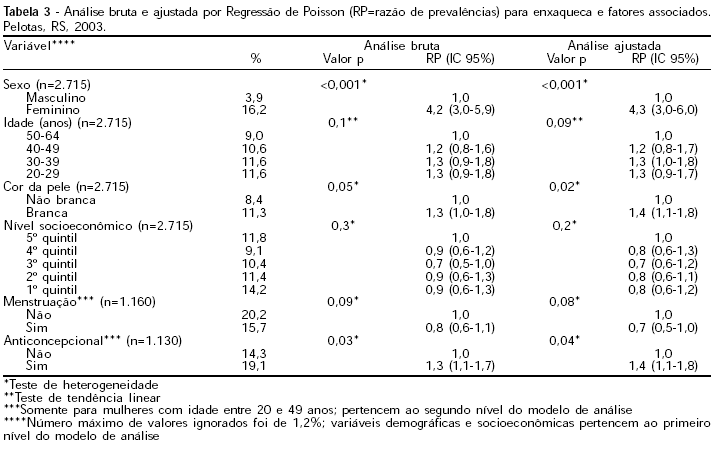 Tabela 3 - Análise bruta e ajustada por Regressão de Poisson (RP=razão de prevalências) para enxaqueca e fatores associados.
Pelotas, RS, 2003.
Variável**** Análise bruta Análise ajustada
% Valor p RP (IC 95%) Valor p RP (IC 95%)
Sexo (n=2.715) <0,001* <0,001*
Masculino 3,9 1,0 1,0
Feminino 16,2 4,2 (3,0-5,9) 4,3 (3,0-6,0)
Idade (anos) (n=2.715) 0,1** 0,09**
50-64 9,0 1,0 1,0
40-49 10,6 1,2 (0,8-1,6) 1,2 (0,8-1,7)
30-39 11,6 1,3 (0,9-1,8) 1,3 (1,0-1,8)
20-29 11,6 1,3 (0,9-1,8) 1,3 (0,9-1,7)
Cor da pele (n=2.715) 0,05* 0,02*
Não branca 8,4 1,0 1,0
Branca 11,3 1,3 (1,0-1,8) 1,4 (1,1-1,8)
Nível socioeconômico (n=2.715) 0,3* 0,2*
5º quintil 11,8 1,0 1,0
4º quintil 9,1 0,9 (0,6-1,2) 0,8 (0,6-1,3)
3º quintil 10,4 0,7 (0,5-1,0) 0,7 (0,6-1,2)
2º quintil 11,4 0,9 (0,6-1,3) 0,8 (0,6-1,1)
1º quintil 14,2 0,9 (0,6-1,3) 0,8 (0,6-1,2)
Menstruação*** (n=1.160) 0,09* 0,08*
Não 20,2 1,0 1,0
Sim 15,7 0,8 (0,6-1,1) 0,7 (0,5-1,0)
Anticoncepcional*** (n=1.130) 0,03* 0,04*
Não 14,3 1,0 1,0
Sim 19,1 1,3 (1,1-1,7) 1,4 (1,1-1,8)
*Teste de heterogeneidade
**Teste de tendência linear
***Somente para mulheres com idade entre 20 e 49 anos; pertencem ao segundo nível do modelo de análise
****Número máximo de valores ignorados foi de 1,2%; variáveis demográficas e socioeconômicas pertencem ao primeiro
nível do modelo de análise